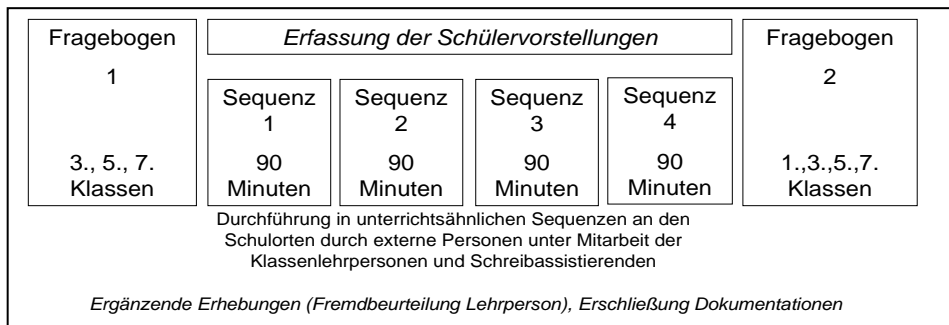 Fragebogen
1
3., 5., 7.
Klassen
Erfassung der Schülervorstellungen
Sequenz
1
90
Minuten
Sequenz
2
90
Minuten
Sequenz
3
90
Minuten
Sequenz
4
90
Minuten
Fragebogen
2
1.,3.,5.,7.
Klassen
Durchführung in unterrichtsähnlichen Sequenzen an den
Schulorten durch externe Personen unter Mitarbeit der
Klassenlehrpersonen und Schreibassistierenden
Ergänzende Erhebungen (Fremdbeurteilung Lehrperson), Erschließung Dokumentationen